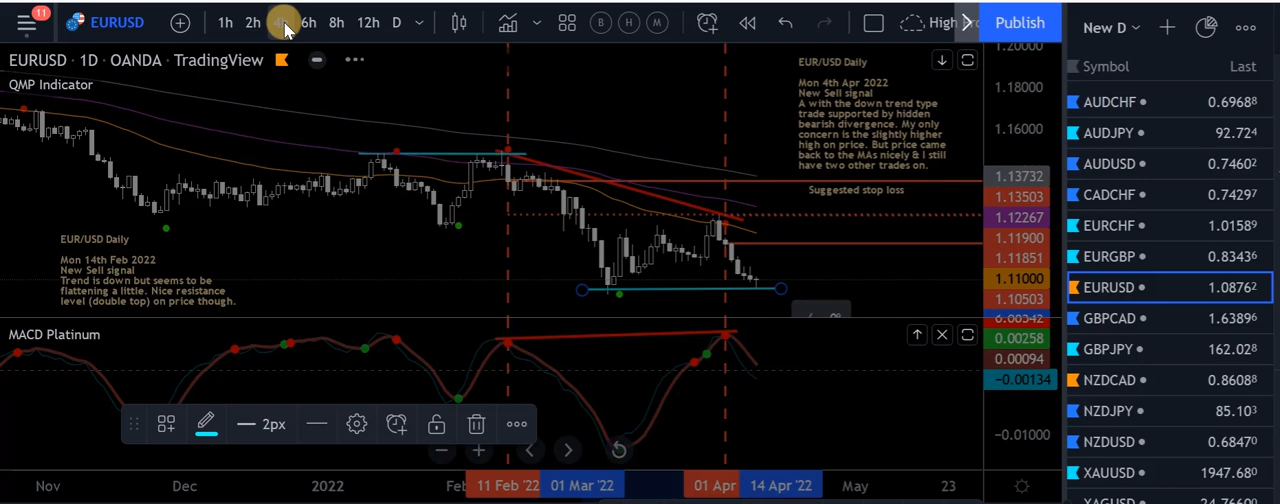 11
EURUSD
1h 2h 4h 6h 8h 12h D
B H M
High
Publish
New D
EURUSD · 1D · OANDA · TradingView
QMP Indicator
EUR/USD Daily
Mon 4th Apr 2022
New Sell signal
A with the down trend type
trade supported by hidden
bearish divergence. My only
concern is the slightly higher
high on price. But price came
back to the MAs nicely & I still
have two other trades on.
Suggested stop loss
EUR/USD Daily
Mon 14th Feb 2022
New Sell signal
Trend is down but seems to be
flattening a little. Nice resistance
level (double top) on price though.
1.20000
1.18000
1.16000
1.13732
1.13503
1.12267
1.11900
1.11851
1.11000
1.10503
MACD Platinum
0.00342
0.00258
0.00094
−0.00134
−0.01000
2px
Nov Dec 2022 Feb 11 Feb '22 01 Mar '22 01 Apr 14 Apr '22 May 23
Symbol Last
AUDCHF 0.69688
AUDJPY 92.724
AUDUSD 0.74602
CADCHF 0.74297
EURCHF 1.01589
EURGBP 0.83436
EURUSD 1.08762
GBPCAD 1.63896
GBPJPY 162.028
NZDCAD 0.86088
NZDJPY 85.103
NZDUSD 0.68470
XAUUSD 1947.680
XAGUSD 24.76600